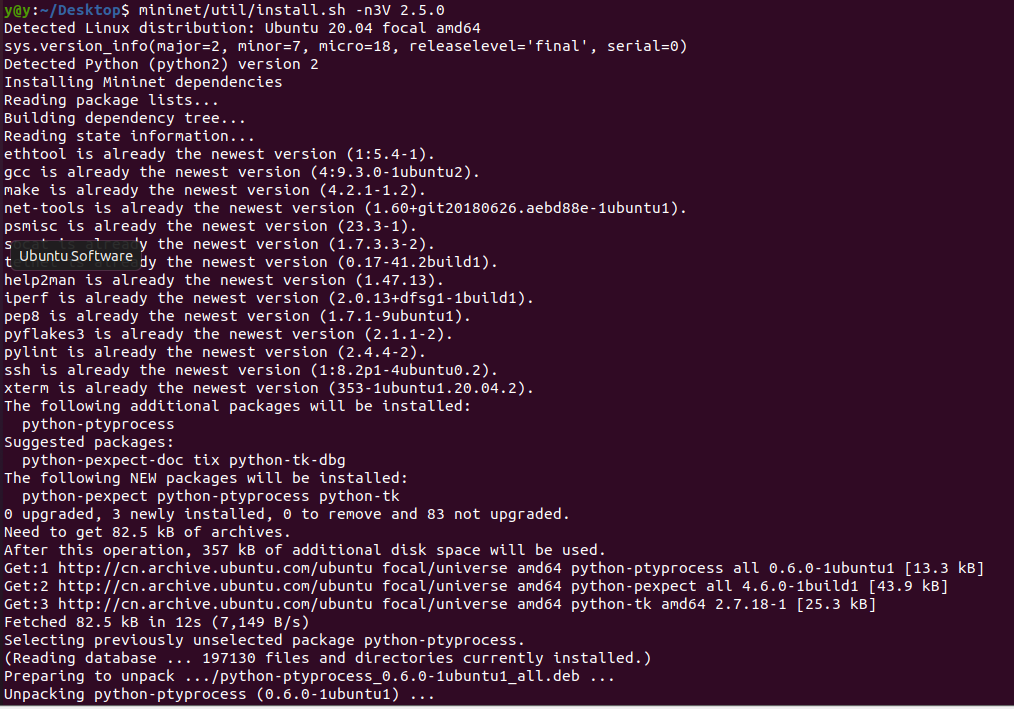 y@y:~/Desktop$ mininet/util/install.sh -n3V 2.5.0
Detected Linux distribution: Ubuntu 20.04 focal amd64
sys.version_info(major=2, minor=7, micro=18, releaselevel='final', serial=0)
Detected Python (python2) version 2
Installing Mininet dependencies
Reading package lists...
Building dependency tree...
Reading state information...
ethtool is already the newest version (1:5.4-1).
gcc is already the newest version (4:9.3.0-1ubuntu2).
make is already the newest version (4.2.1-1.2).
net-tools is already the newest version (1.60+git20180626.aebd88e-1ubuntu1).
psmisc is already the newest version (23.3-1).
socat is already the newest version (1.7.3.3-2).
Ubuntu Software
the newest version (0.17-41.2build1).
help2man is already the newest version (1.47.13).
iperf is already the newest version (2.0.13+dfsg1-1build1).
pep8 is already the newest version (1.7.1-9ubuntu1).
pyflakes3 is already the newest version (2.1.1-2).
pylint is already the newest version (2.4.4-2).
ssh is already the newest version (1:8.2p1-4ubuntu0.2).
xterm is already the newest version (353-1ubuntu1.20.04.2).
The following additional packages will be installed:
  python-ptyprocess
Suggested packages:
  python-pexpect-doc tix python-tk-dbg
The following NEW packages will be installed:
  python-pexpect python-ptyprocess python-tk
0 upgraded, 3 newly installed, 0 to remove and 83 not upgraded.
Need to get 82.5 kB of archives.
After this operation, 357 kB of additional disk space will be used.
Get:1 http://cn.archive.ubuntu.com/ubuntu focal/universe amd64 python-ptyprocess all 0.6.0-1ubuntu1 [13.3 kB]
Get:2 http://cn.archive.ubuntu.com/ubuntu focal/universe amd64 python-pexpect all 4.6.0-1build1 [43.9 kB]
Get:3 http://cn.archive.ubuntu.com/ubuntu focal/universe amd64 python-tk amd64 2.7.18-1 [25.3 kB]
Fetched 82.5 kB in 12s (7,149 B/s)
Selecting previously unselected package python-ptyprocess.
(Reading database ... 197130 files and directories currently installed.)
Preparing to unpack .../python-ptyprocess_0.6.0-1ubuntu1_all.deb ...
Unpacking python-ptyprocess (0.6.0-1ubuntu1) ...